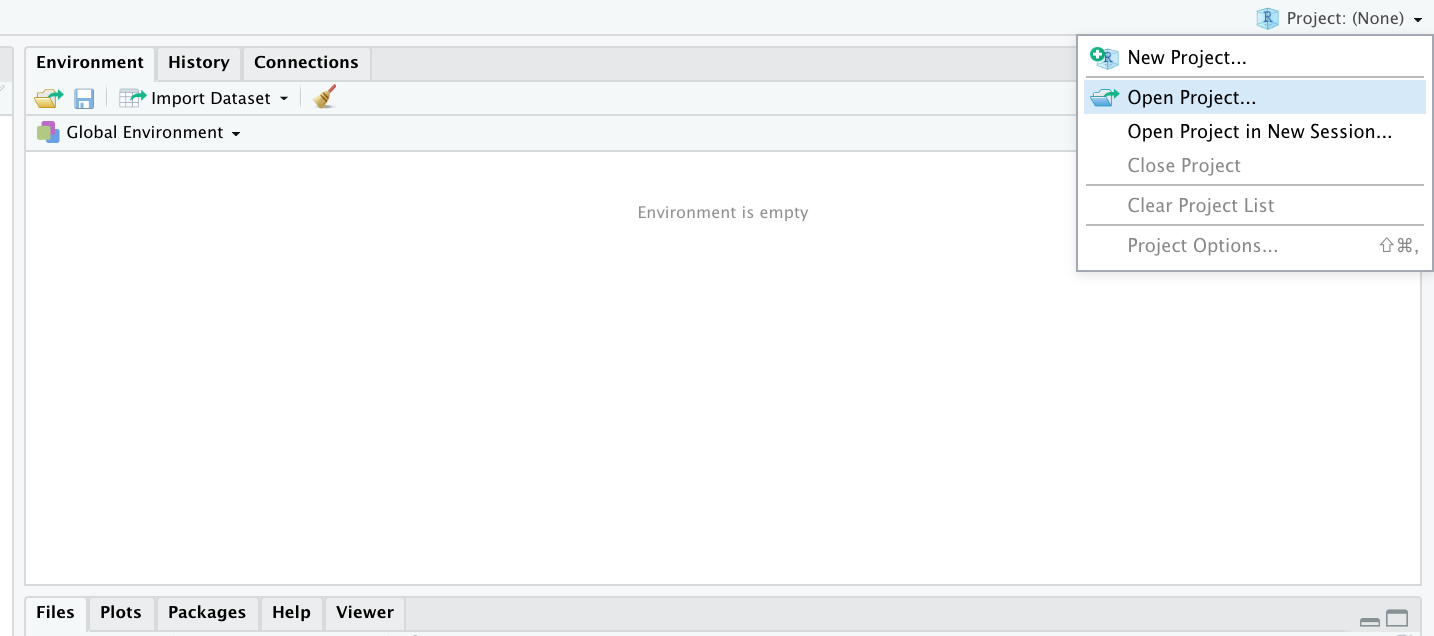 Project: (None)
Environment History Connections
Import Dataset
Global Environment
Environment is empty
New Project...
Open Project...
Open Project in New Session...
Close Project
Clear Project List
Project Options... ⇧⌘,
Files Plots Packages Help Viewer